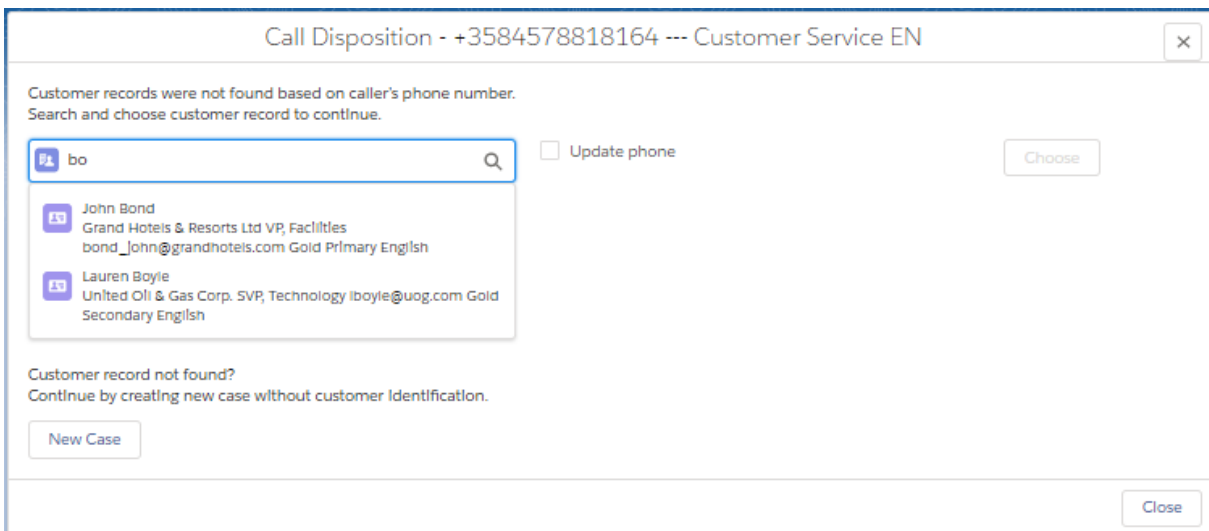 Call Disposition - +3584578818164 --- Customer Service EN
Customer records were not found based on caller's phone number.
Search and choose customer record to continue.
bo
Update phone
Choose
John Bond
Grand Hotels & Resorts Ltd VP, Facilities
bond_john@grandhotels.com Gold Primary English
Lauren Boyle
United Oil & Gas Corp. SVP, Technology lboyle@uog.com Gold
Secondary English
Customer record not found?
Continue by creating new case without customer identification.
New Case
Close